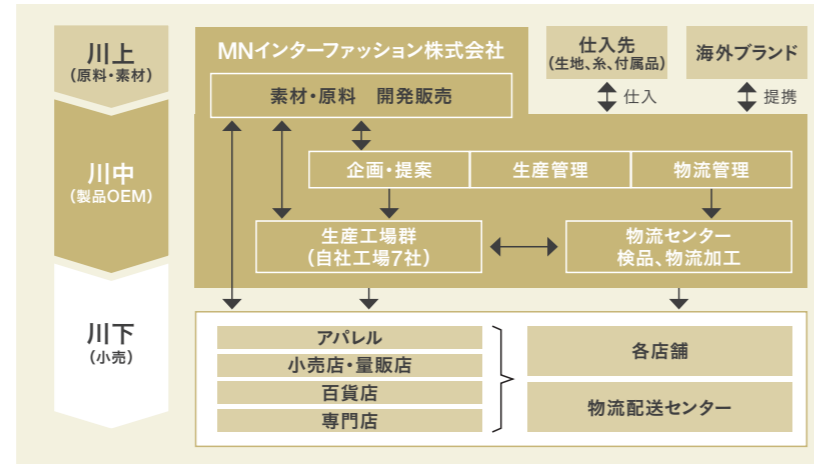 川上
(原料・素材)
川中
(製品OEM)
川下
(小売)
MNインターファッション株式会社
素材・原料　開発販売
仕入先
(生地、糸、付属品)
海外ブランド
仕入
提携
企画・提案
生産管理
物流管理
生産工場群
(自社工場7社)
物流センター
検品、物流加工
アパレル
小売店・量販店
百貨店
専門店
各店舗
物流配送センター